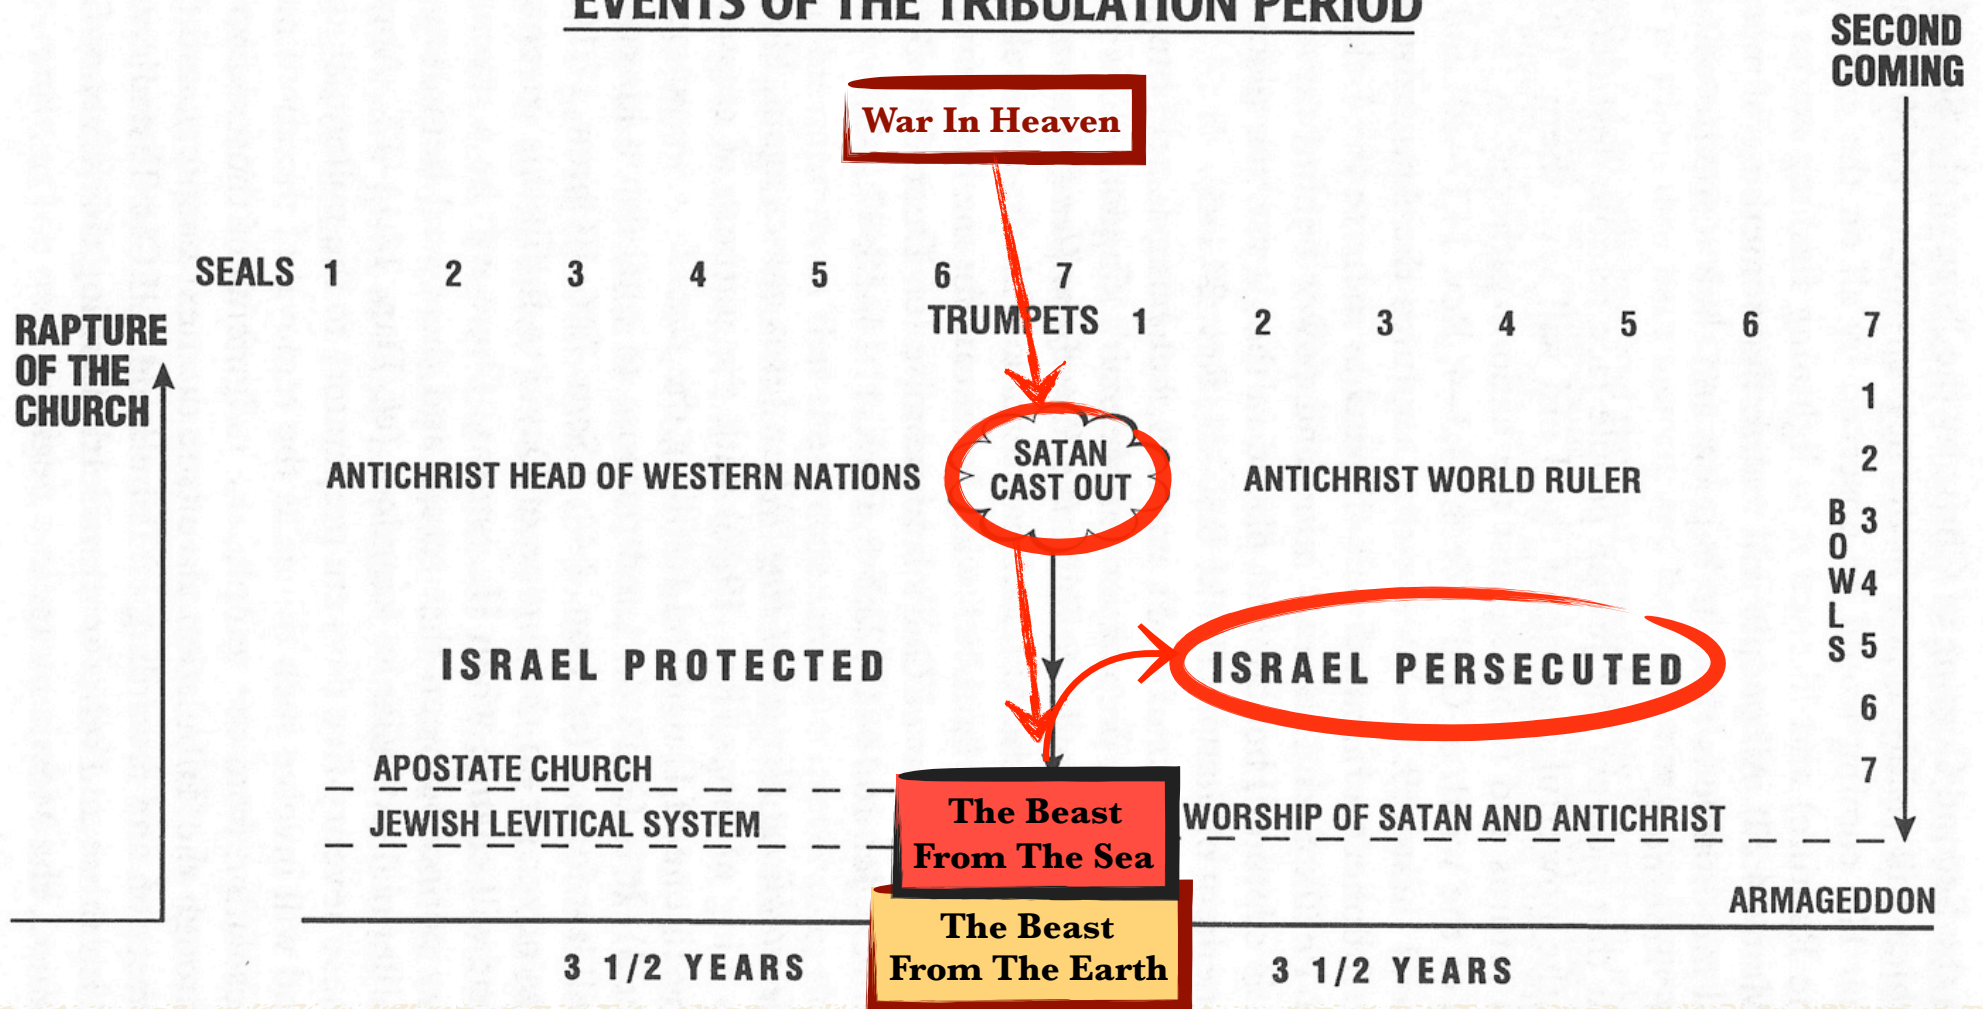 EVENTS OF THE TRIBULATION PERIOD
SECOND
COMING
War In Heaven
SEALS 1 2 3 4 5 6 7
TRUMPETS 1 2 3 4 5 6 7
RAPTURE
OF THE
CHURCH
SATAN
CAST OUT
ANTICHRIST HEAD OF WESTERN NATIONS
ANTICHRIST WORLD RULER
BOWLS
1
2
3
4
5
6
7
ISRAEL PROTECTED
ISRAEL PERSECUTED
APOSTATE CHURCH
JEWISH LEVITICAL SYSTEM
The Beast
From The Sea
WORSHIP OF SATAN AND ANTICHRIST
ARMAGEDDON
The Beast
From The Earth
3 1/2 YEARS
3 1/2 YEARS